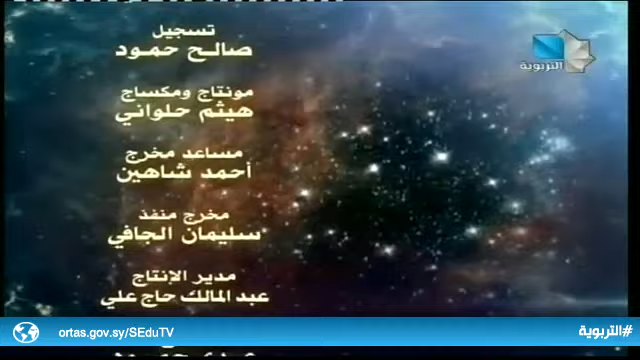 تسجيل
صالح حمود
التربوية
مونتاج ومكساج
هيثم حلواني
مساعد مخرج
أحمد شاهين
مخرج منفذ
سليمان الجافي
مدير الإنتاج
عبد المالك حاج علي
ortas.gov.sy/SEduTV
#التربوية